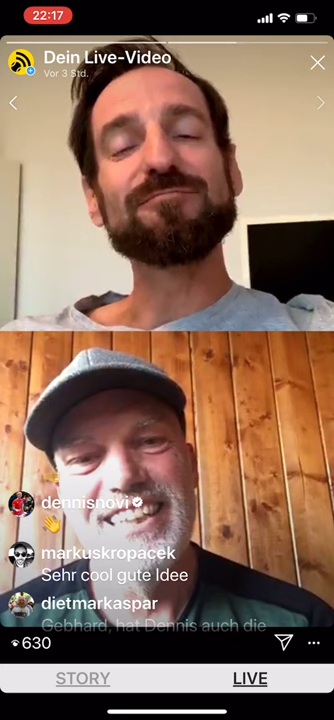 22:17
Dein Live-Video
Vor 3 Std.
dennisnovi
👋
markuskropacek
Sehr cool gute Idee
dietmarkaspar
Gebhard, hat Dennis auch die
630
STORY
LIVE